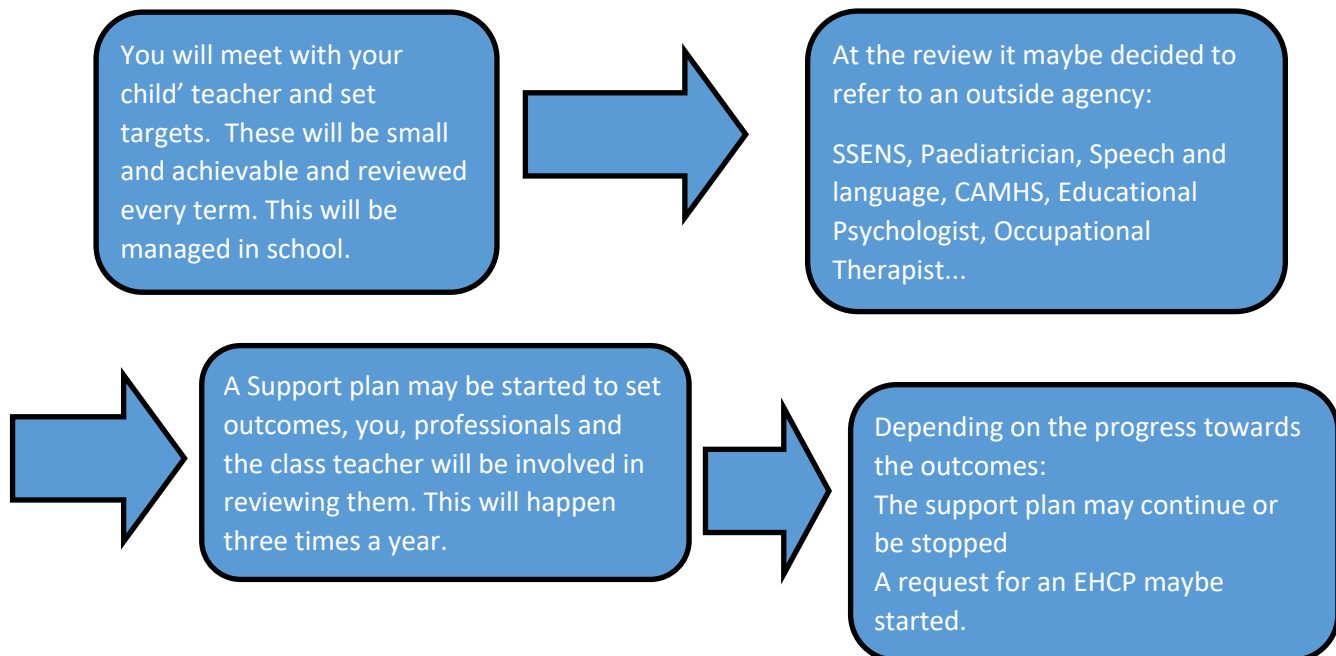 You will meet with your
child’ teacher and set
targets.  These will be small
and achievable and reviewed
every term. This will be
managed in school.
At the review it maybe decided to
refer to an outside agency:
SSENS, Paediatrician, Speech and
language, CAMHS, Educational
Psychologist, Occupational
Therapist...
A Support plan may be started to set
outcomes, you, professionals and
the class teacher will be involved in
reviewing them. This will happen
three times a year.
Depending on the progress towards
the outcomes:
The support plan may continue or
be stopped
A request for an EHCP maybe
started.